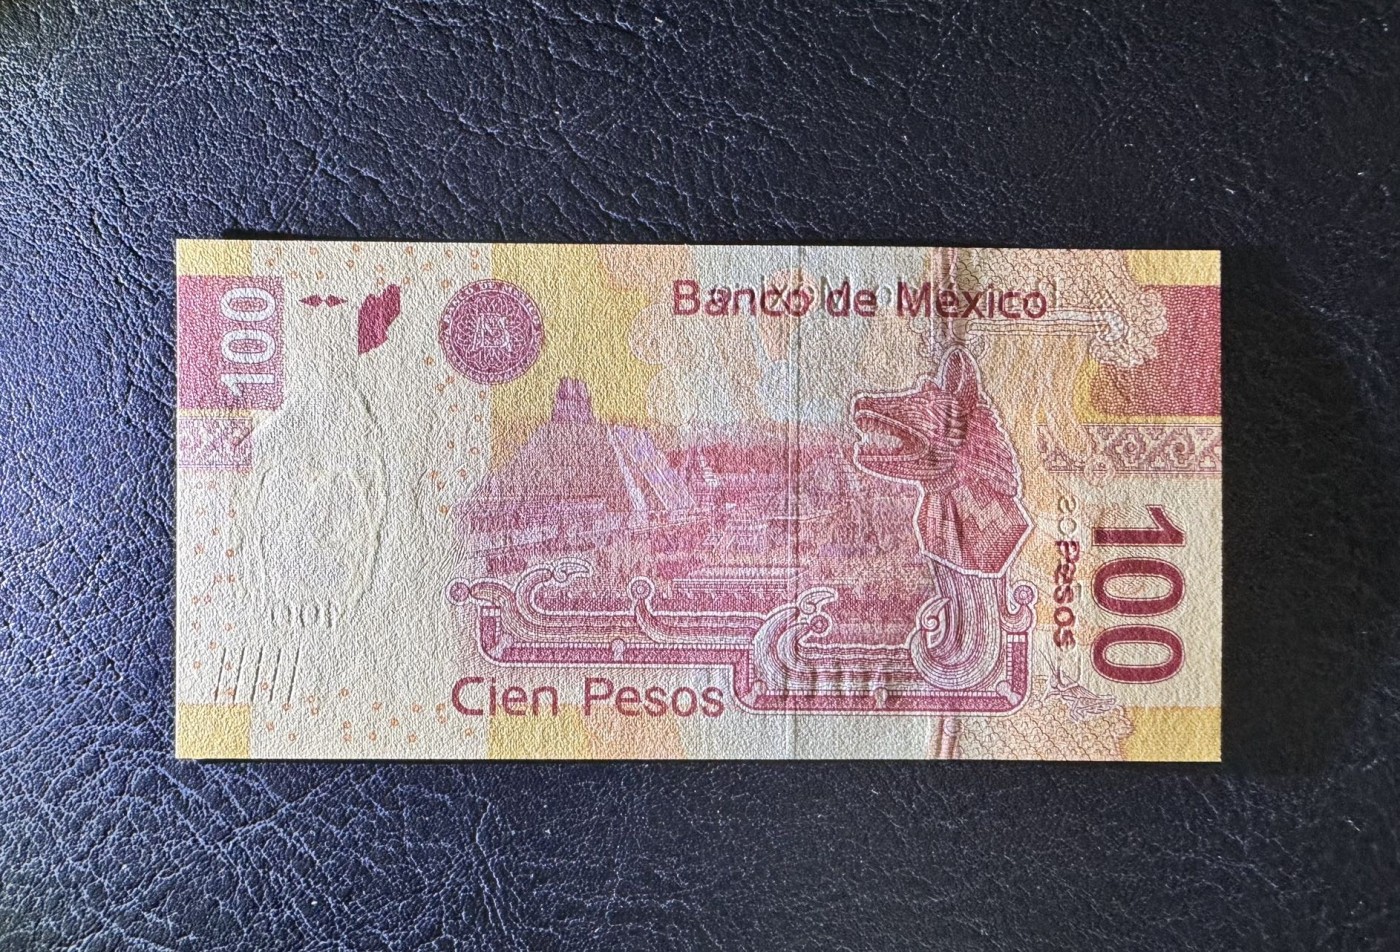 100
Banco de México
100
Pesos
Cien Pesos